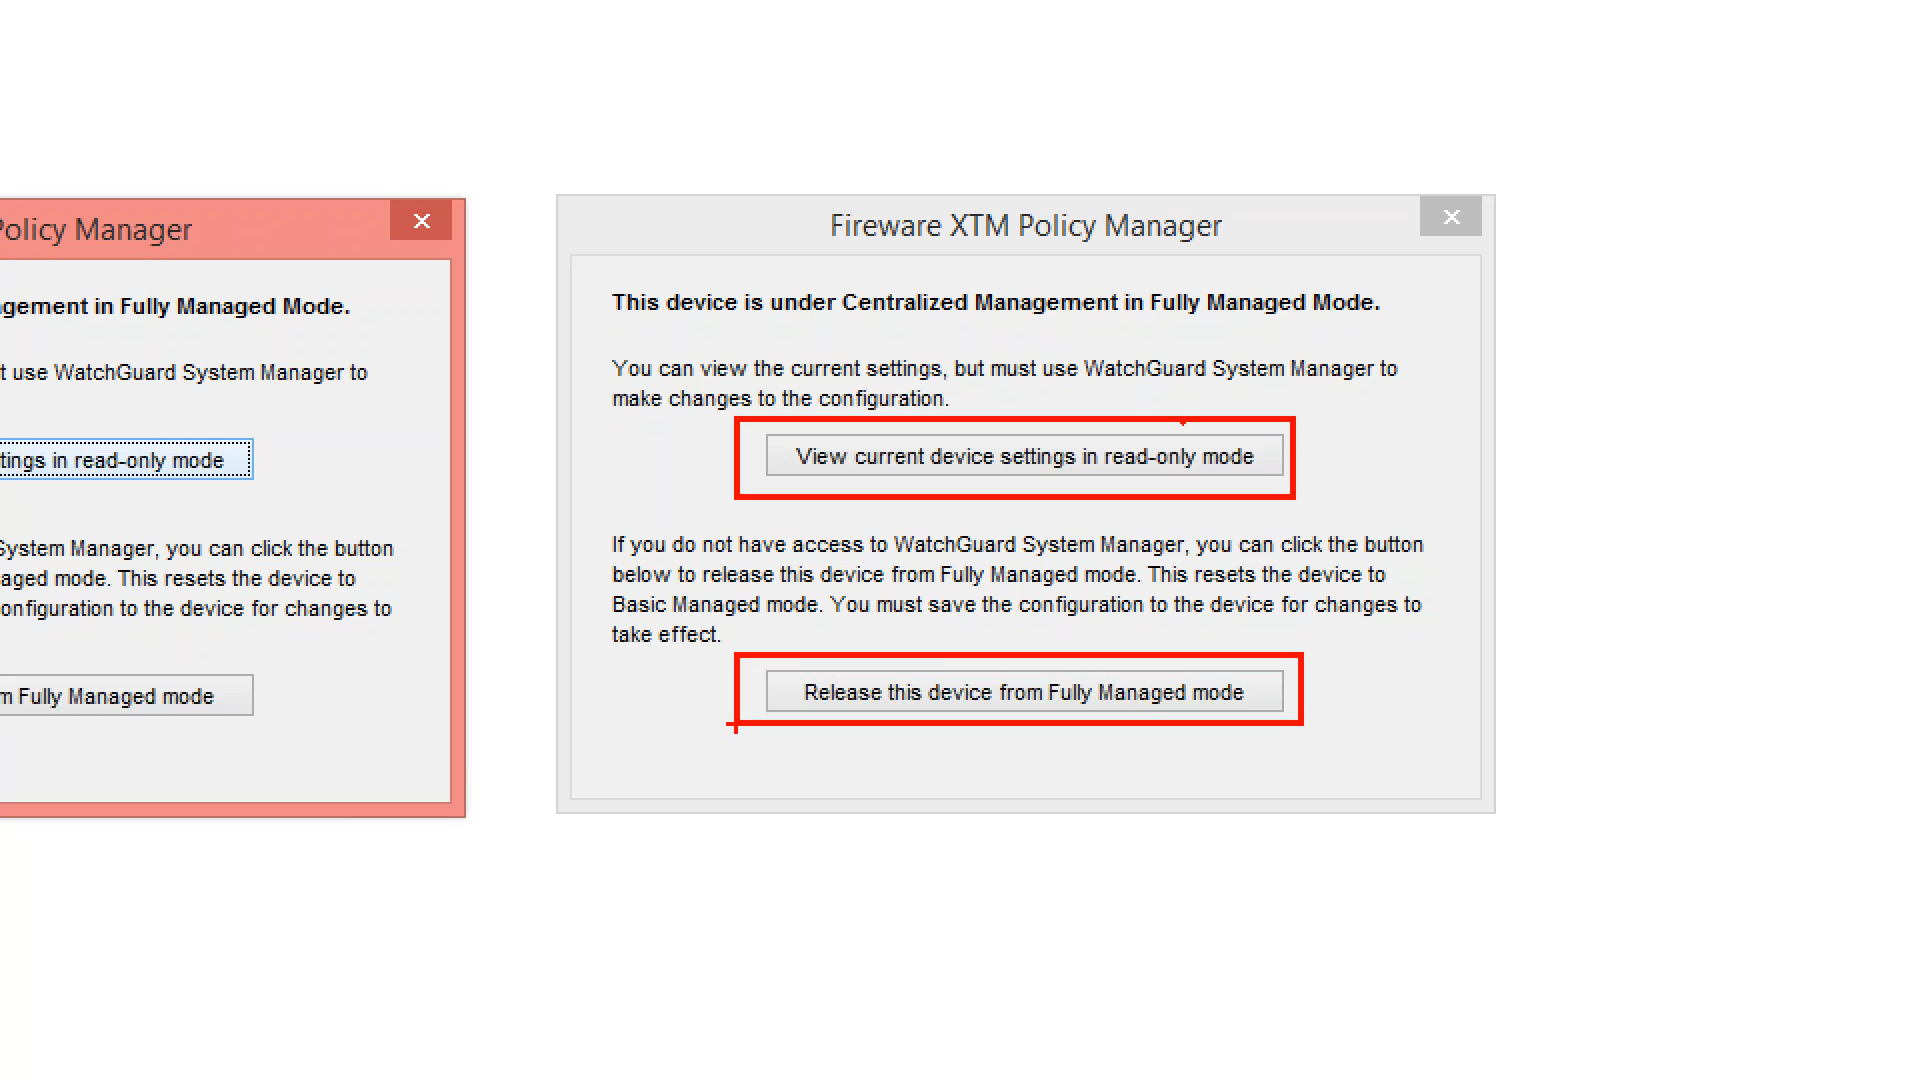 Policy Manager
gement in Fully Managed Mode.
t use WatchGuard System Manager to
tings in read-only mode
System Manager, you can click the button
aged mode. This resets the device to
onfiguration to the device for changes to
m Fully Managed mode
Fireware XTM Policy Manager
This device is under Centralized Management in Fully Managed Mode.
You can view the current settings, but must use WatchGuard System Manager to
make changes to the configuration.
View current device settings in read-only mode
If you do not have access to WatchGuard System Manager, you can click the button
below to release this device from Fully Managed mode. This resets the device to
Basic Managed mode. You must save the configuration to the device for changes to
take effect.
Release this device from Fully Managed mode